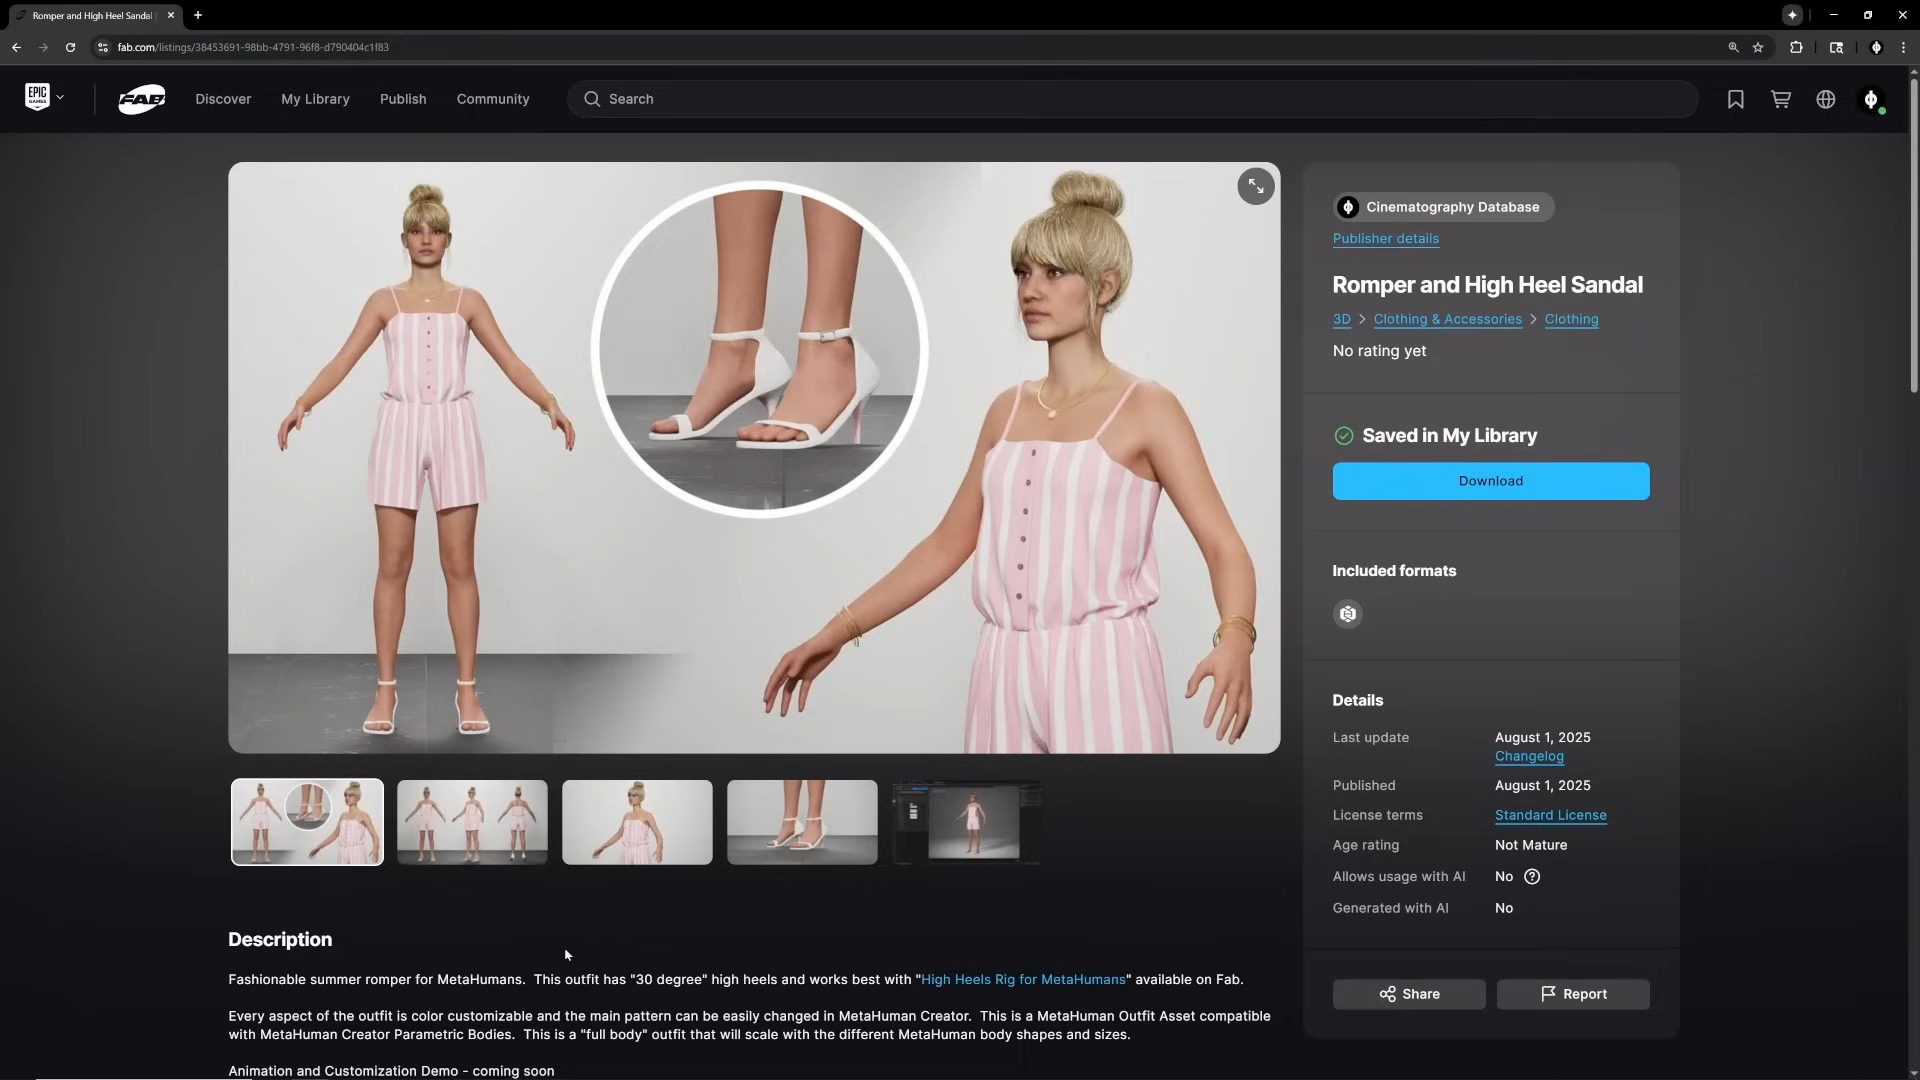 Romper and High Heel Sandal
fab.com/listings/38453691-98bb-4791-96f8-d790404c1f83
EPIC GAMES
FAB
Discover
My Library
Publish
Community
Search
Cinematography Database
Publisher details
Romper and High Heel Sandal
3D > Clothing & Accessories > Clothing
No rating yet
Saved in My Library
Download
Included formats
Details
Last update August 1, 2025
Changelog
Published August 1, 2025
License terms Standard License
Age rating Not Mature
Allows usage with AI No ?
Generated with AI No
Share
Report
Description
Fashionable summer romper for MetaHumans. This outfit has "30 degree" high heels and works best with "High Heels Rig for MetaHumans" available on Fab.
Every aspect of the outfit is color customizable and the main pattern can be easily changed in MetaHuman Creator. This is a MetaHuman Outfit Asset compatible
with MetaHuman Creator Parametric Bodies. This is a "full body" outfit that will scale with the different MetaHuman body shapes and sizes.
Animation and Customization Demo - coming soon